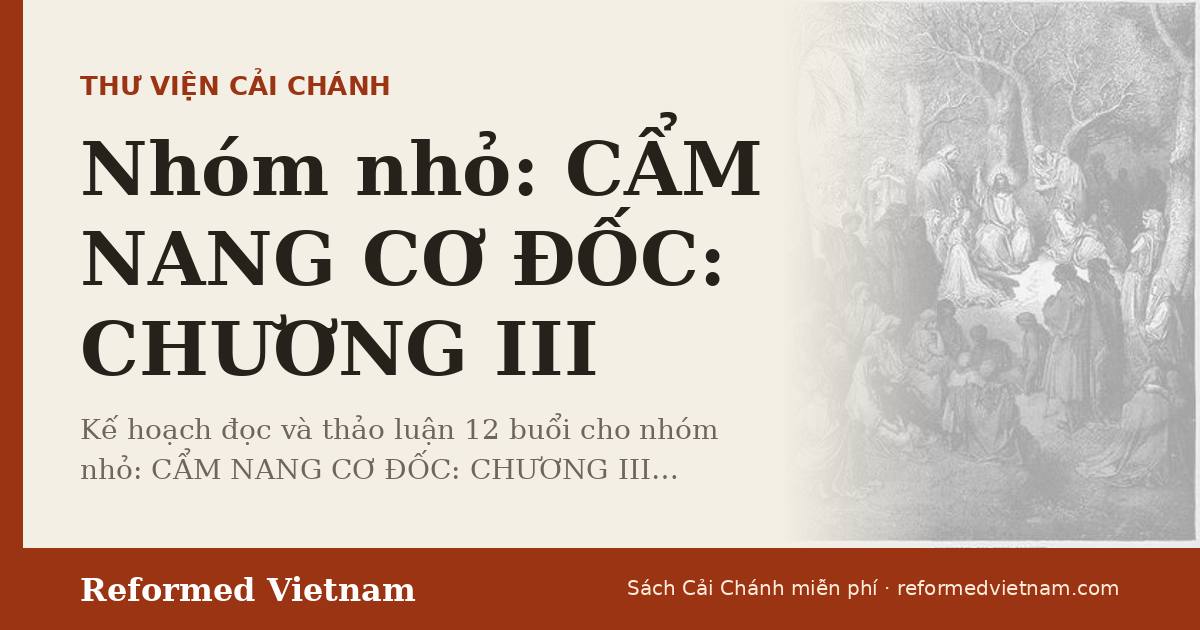 THƯ VIỆN CẢI CHÁNH
Nhóm nhỏ: CẨM
NANG CƠ ĐỐC:
CHƯƠNG III
Kế hoạch đọc và thảo luận 12 buổi cho nhóm
nhỏ: CẨM NANG CƠ ĐỐC: CHƯƠNG III...
Reformed Vietnam
Sách Cải Chánh miễn phí · reformedvietnam.com